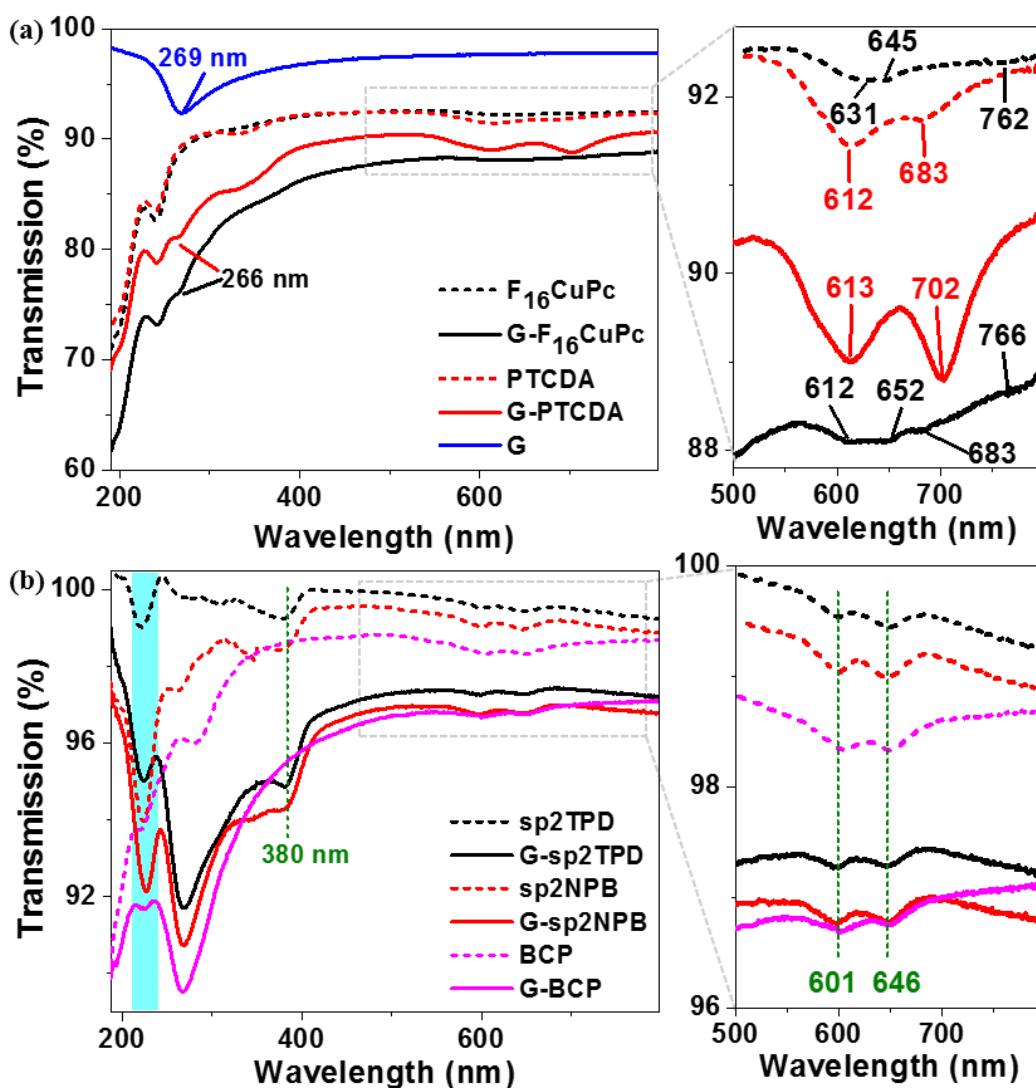 (a)
100
90
80
70
60
Transmission (%)
269 nm
266 nm
F16CuPc
G-F16CuPc
PTCDA
G-PTCDA
G
200 400 600
Wavelength (nm)
92
90
88
645
631
762
612
683
613
702
766
612
652
683
500 600 700
Wavelength (nm)
(b)
100
96
92
Transmission (%)
380 nm
sp2TPD
G-sp2TPD
sp2NPB
G-sp2NPB
BCP
G-BCP
200 400 600
Wavelength (nm)
100
98
96
601 646
500 600 700
Wavelength (nm)